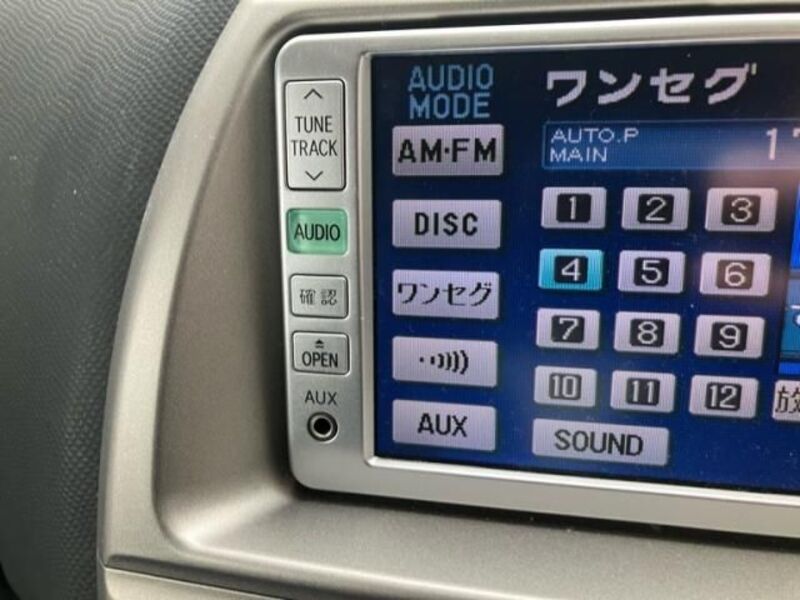 TUNE
TRACK
AUDIO
確認
OPEN
AUX
AUDIO
MODE
ワンセグ
AUTO.P
MAIN
AM・FM
DISC
ワンセグ
AUX
1 2 3
4 5 6
7 8 9
10 11 12
SOUND
放